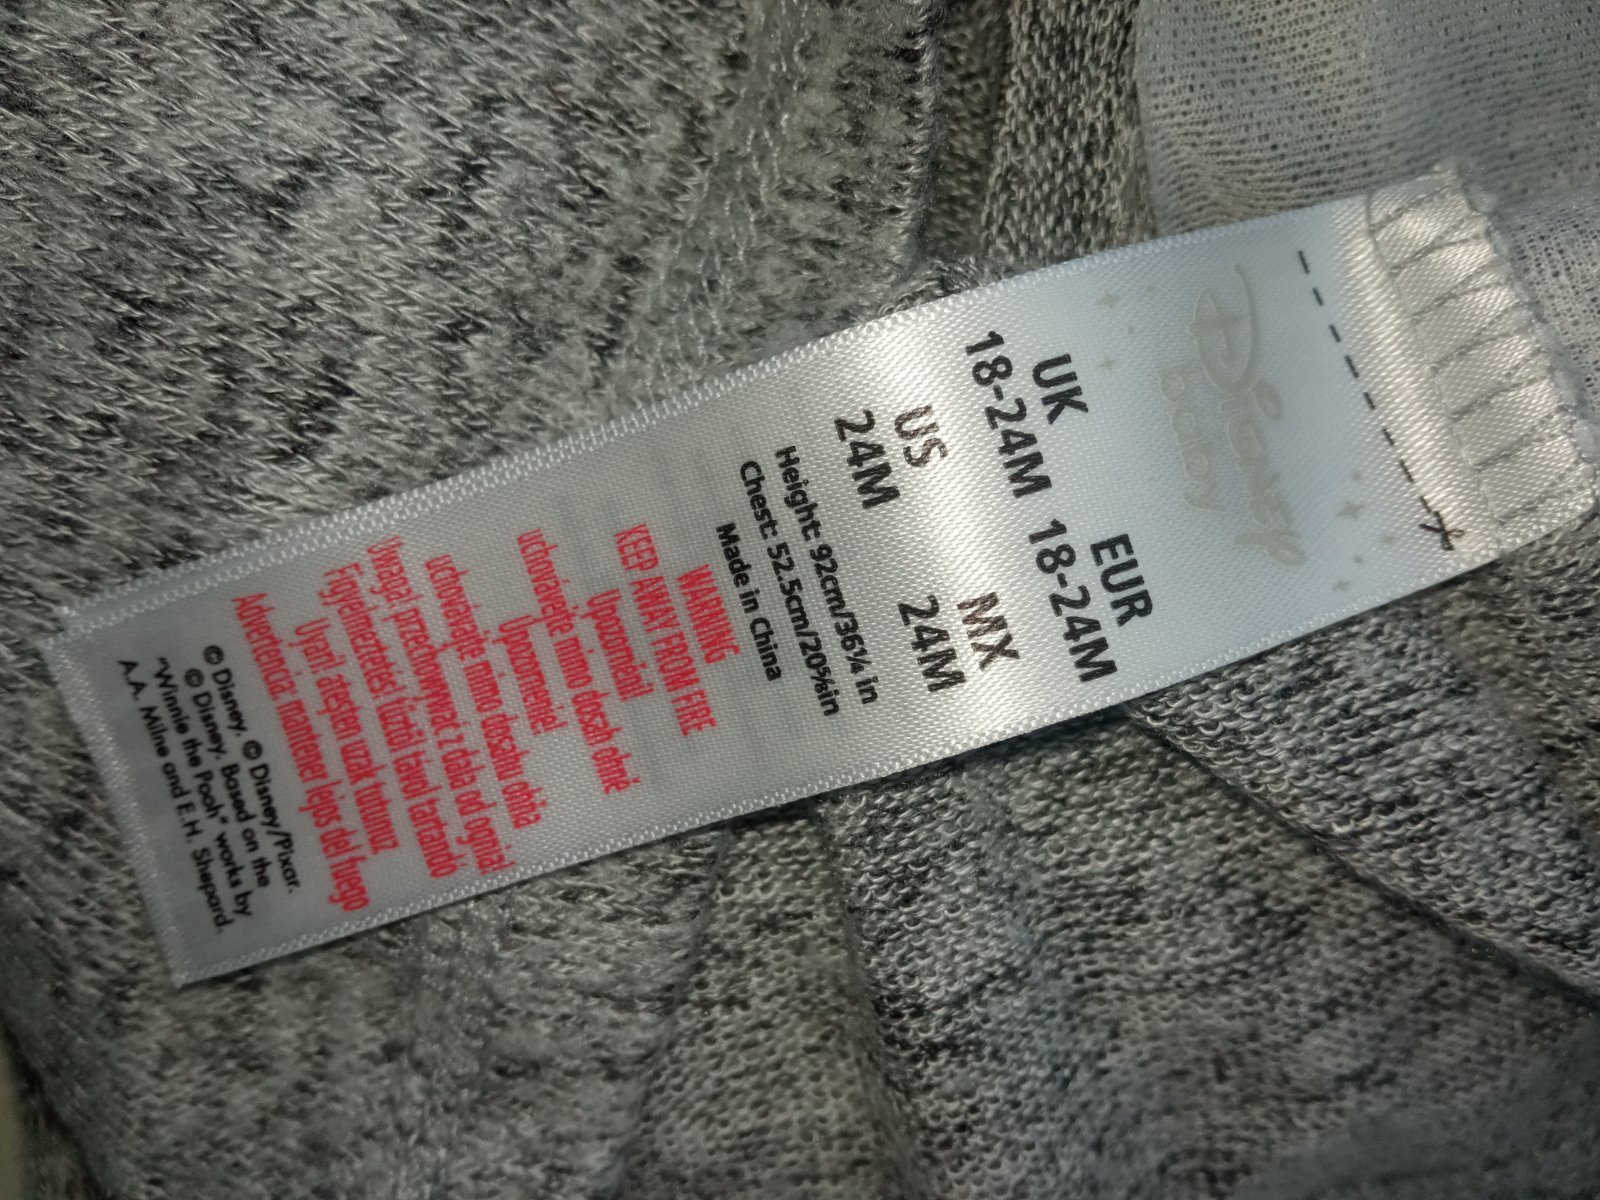 Disney
baby
UK
18-24M
EUR
18-24M
US
24M
MX
24M
Height: 92cm/36¼ in
Chest: 52.5cm/20⅝in
Made in China
WARNING
KEEP AWAY FROM FIRE
Upozornění!
uchovávejte mimo dosah ohně
Upozornenie!
uchovávajte mimo dosahu ohňa
Uwaga! przechowywać z dala od ognia!
Figyelmeztetés! tűztől távol tartandó
Uyarı! ateşten uzak tutunuz
Advertencia: mantener lejos del fuego
© Disney. © Disney/Pixar.
© Disney. Based on the
"Winnie the Pooh" works by
A.A. Milne and E.H. Shepard.